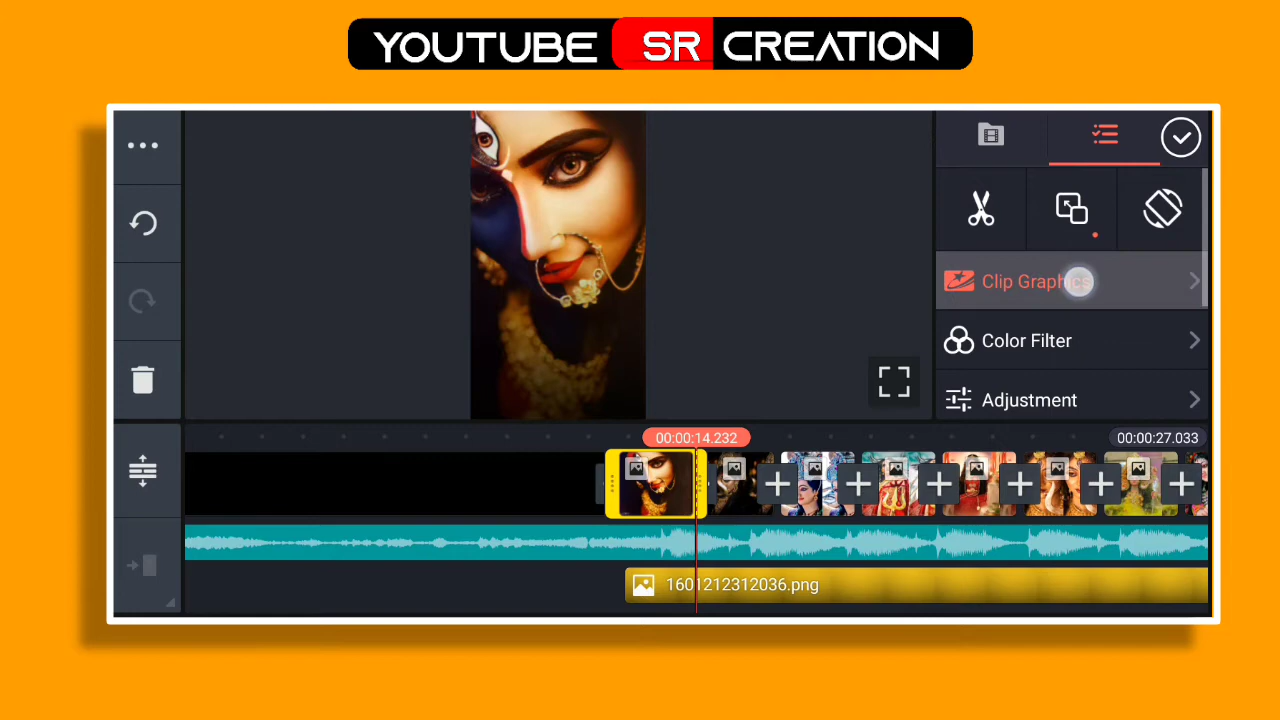 YOUTUBE SR CREATION
Clip Graphics
Color Filter
Adjustment
00:00:14.232
00:00:27.033
1601212312036.png